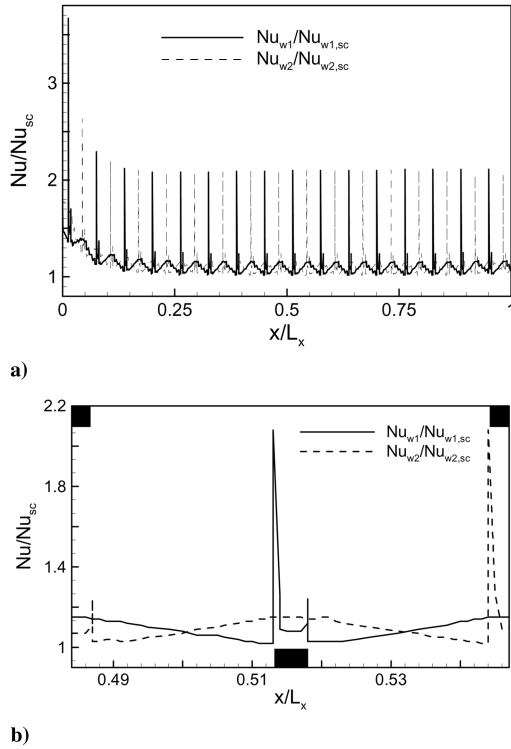 Nu_w1/Nu_w1,sc
Nu_w2/Nu_w2,sc
3
2
1
Nu/Nu_sc
0
0.25
0.5
0.75
1
x/L_x
a)
2.2
1.8
1.4
1
Nu/Nu_sc
Nu_w1/Nu_w1,sc
Nu_w2/Nu_w2,sc
0.49
0.51
0.53
x/L_x
b)